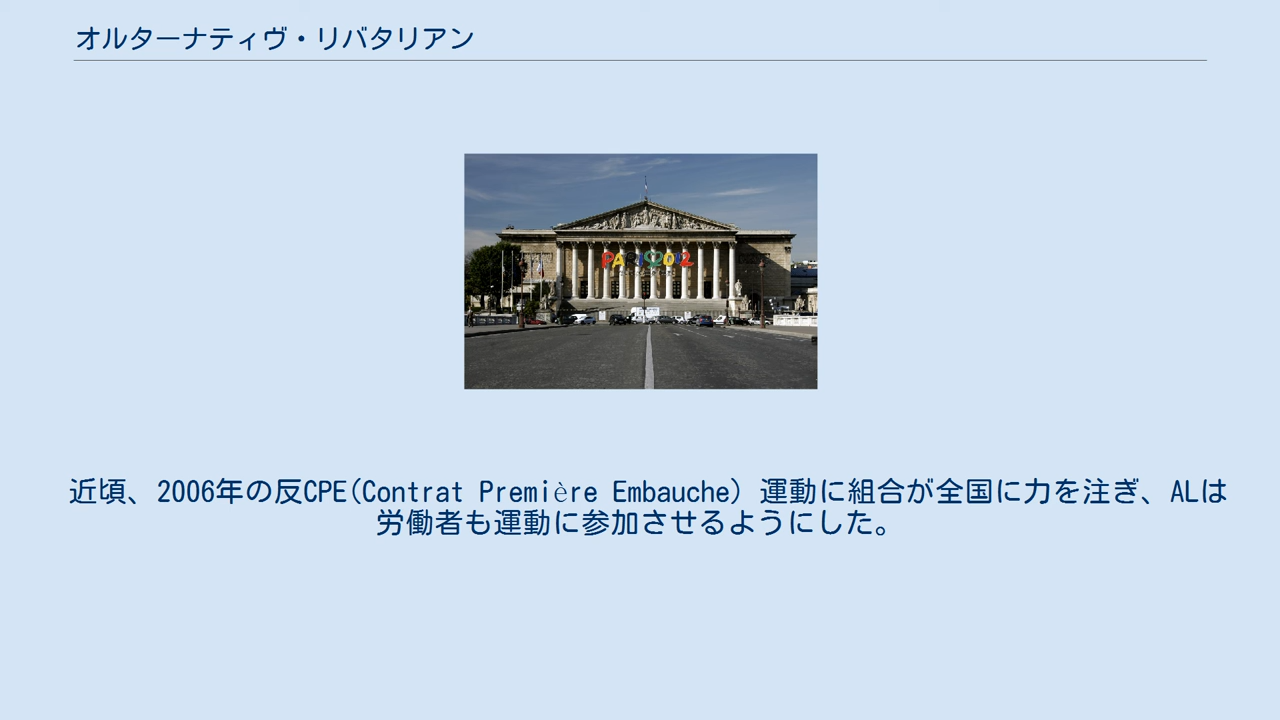 オルターナティヴ・リバタリアン
PARIS2012
近頃、2006年の反CPE(Contrat Première Embauche) 運動に組合が全国に力を注ぎ、ALは
労働者も運動に参加させるようにした。